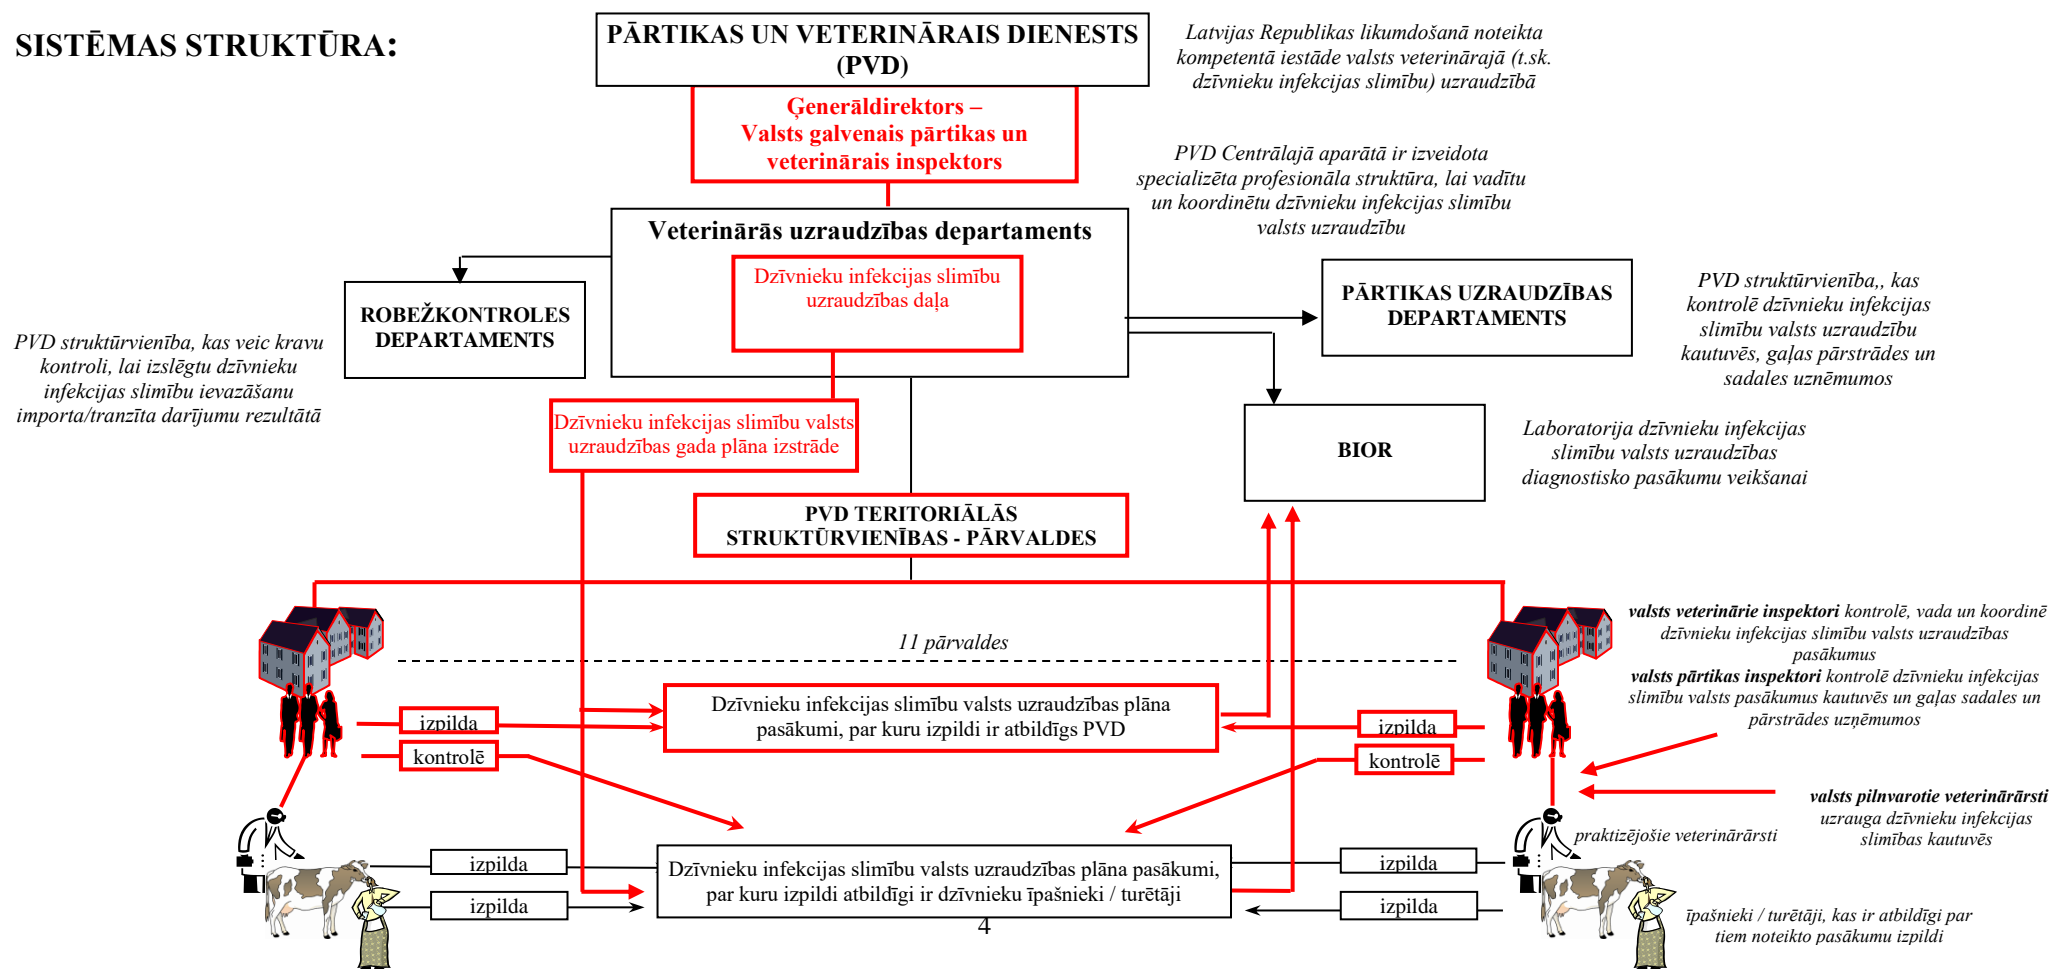 SISTĒMAS STRUKTŪRA:
PĀRTIKAS UN VETERINĀRAIS DIENESTS
(PVD)
Latvijas Republikas likumdošanā noteikta
kompetentā iestāde valsts veterinārajā (t.sk.
dzīvnieku infekcijas slimību) uzraudzībā
Ģenerāldirektors –
Valsts galvenais pārtikas un
veterinārais inspektors
PVD Centrālajā aparātā ir izveidota
specializēta profesionāla struktūra, lai vadītu
un koordinētu dzīvnieku infekcijas slimību
valsts uzraudzību
Veterinārās uzraudzības departaments
Dzīvnieku infekcijas slimību
uzraudzības daļa
ROBEŽKONTROLES
DEPARTAMENTS
PĀRTIKAS UZRAUDZĪBAS
DEPARTAMENTS
PVD struktūrvienība,, kas
kontrolē dzīvnieku infekcijas
slimību valsts uzraudzību
kautuvēs, gaļas pārstrādes un
sadales uznēmumos
PVD struktūrvienība, kas veic kravu
kontroli, lai izslēgtu dzīvnieku
infekcijas slimību ievazāšanu
importa/tranzīta darījumu rezultātā
Dzīvnieku infekcijas slimību valsts
uzraudzības gada plāna izstrāde
BIOR
Laboratorija dzīvnieku infekcijas
slimību valsts uzraudzības
diagnostisko pasākumu veikšanai
PVD TERITORIĀLĀS
STRUKTŪRVIENĪBAS - PĀRVALDES
11 pārvaldes
valsts veterinārie inspektori kontrolē, vada un koordinē
dzīvnieku infekcijas slimību valsts uzraudzības
pasākumus
valsts pārtikas inspektori kontrolē dzīvnieku infekcijas
slimību valsts pasākumus kautuvēs un gaļas sadales un
pārstrādes uzņēmumos
izpilda
Dzīvnieku infekcijas slimību valsts uzraudzības plāna
pasākumi, par kuru izpildi ir atbildīgs PVD
izpilda
kontrolē
kontrolē
valsts pilnvarotie veterinārārsti
uzrauga dzīvnieku infekcijas
slimības kautuvēs
praktizējošie veterinārārsti
izpilda
Dzīvnieku infekcijas slimību valsts uzraudzības plāna pasākumi,
par kuru izpildi atbildīgi ir dzīvnieku īpašnieki / turētāji
izpilda
izpilda
izpilda
īpašnieki / turētāji, kas ir atbildīgi par
tiem noteikto pasākumu izpildi
4